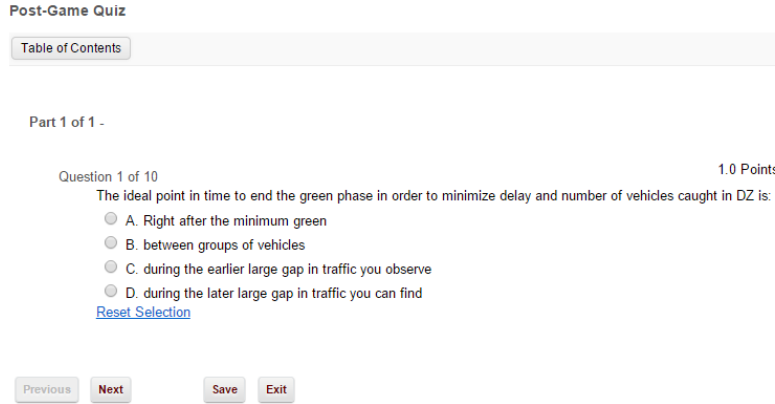 Post-Game Quiz
Table of Contents
Part 1 of 1 -
1.0 Points
Question 1 of 10
The ideal point in time to end the green phase in order to minimize delay and number of vehicles caught in DZ is:
A. Right after the minimum green
B. between groups of vehicles
C. during the earlier large gap in traffic you observe
D. during the later large gap in traffic you can find
Reset Selection
Previous Next Save Exit